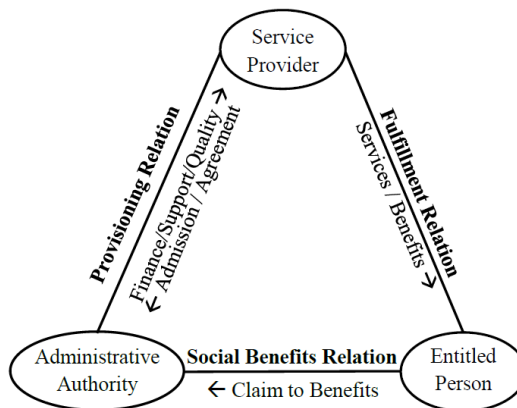 Service
Provider
Provisioning Relation
Finance/Support/Quality →
← Admission / Agreement
Fulfillment Relation
Services / Benefits →
Administrative
Authority
Social Benefits Relation
← Claim to Benefits
Entitled
Person